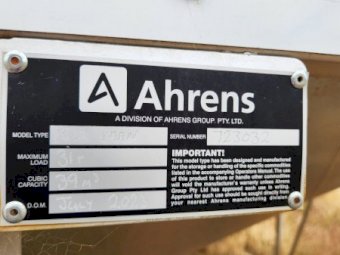 Ahrens
A DIVISION OF AHRENS GROUP PTY. LTD.
MODEL TYPE
SERIAL NUMBER
MAXIMUM LOAD
CUBIC CAPACITY
D.O.M. July
IMPORTANT!
This model type has been designed and manufactured
for the storage or handling of the specific commodities
listed in the accompanying Operators Manual. The use
of this product to store or handle other commodities
will void the manufacturer's warranty unless Ahrens
Group Pty Ltd has approved such use in writing.
Approval for such use should be sought directly from
your nearest Ahrens manufacturing division